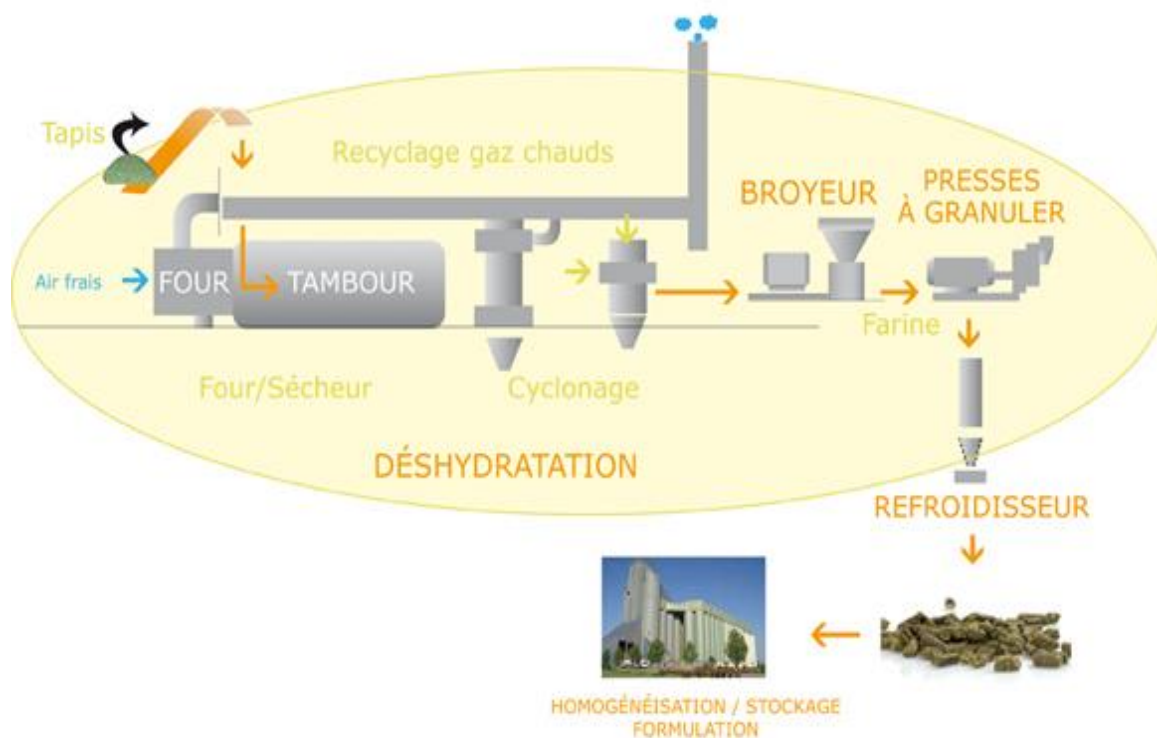 Tapis
Recyclage gaz chauds
BROYEUR
PRESSES
À GRANULER
Air frais
FOUR
TAMBOUR
Farine
Four/Sécheur
Cyclonage
DÉSHYDRATATION
REFROIDISSEUR
HOMOGÉNÉISATION / STOCKAGE
FORMULATION